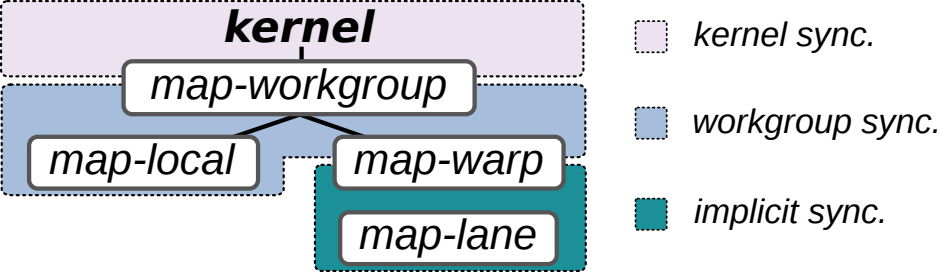 kernel
map-workgroup
map-local
map-warp
map-lane
kernel sync.
workgroup sync.
implicit sync.